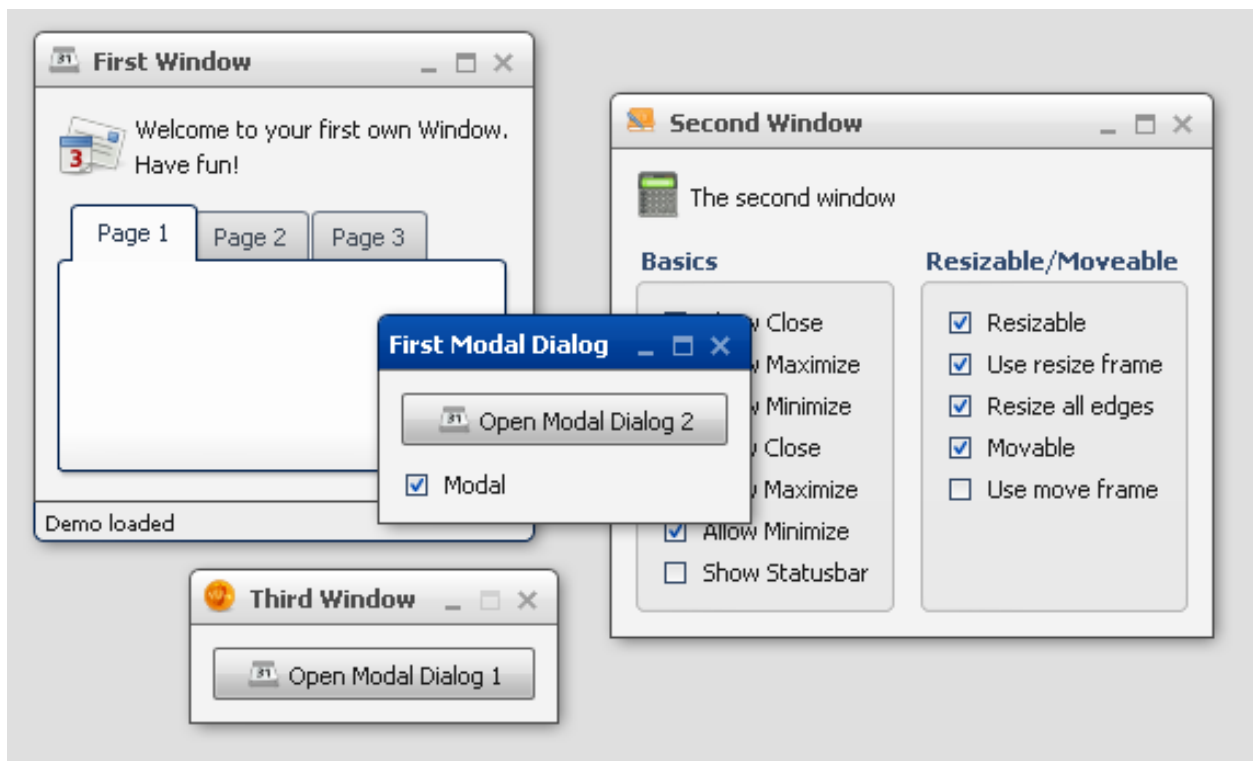 First Window
Welcome to your first own Window.
Have fun!
Page 1 Page 2 Page 3
Demo loaded
Second Window
The second window
Basics
Close
Maximize
Minimize
Close
Maximize
Allow Minimize
Show Statusbar
Resizable/Moveable
Resizable
Use resize frame
Resize all edges
Movable
Use move frame
First Modal Dialog
31 Open Modal Dialog 2
Modal
Third Window
31 Open Modal Dialog 1